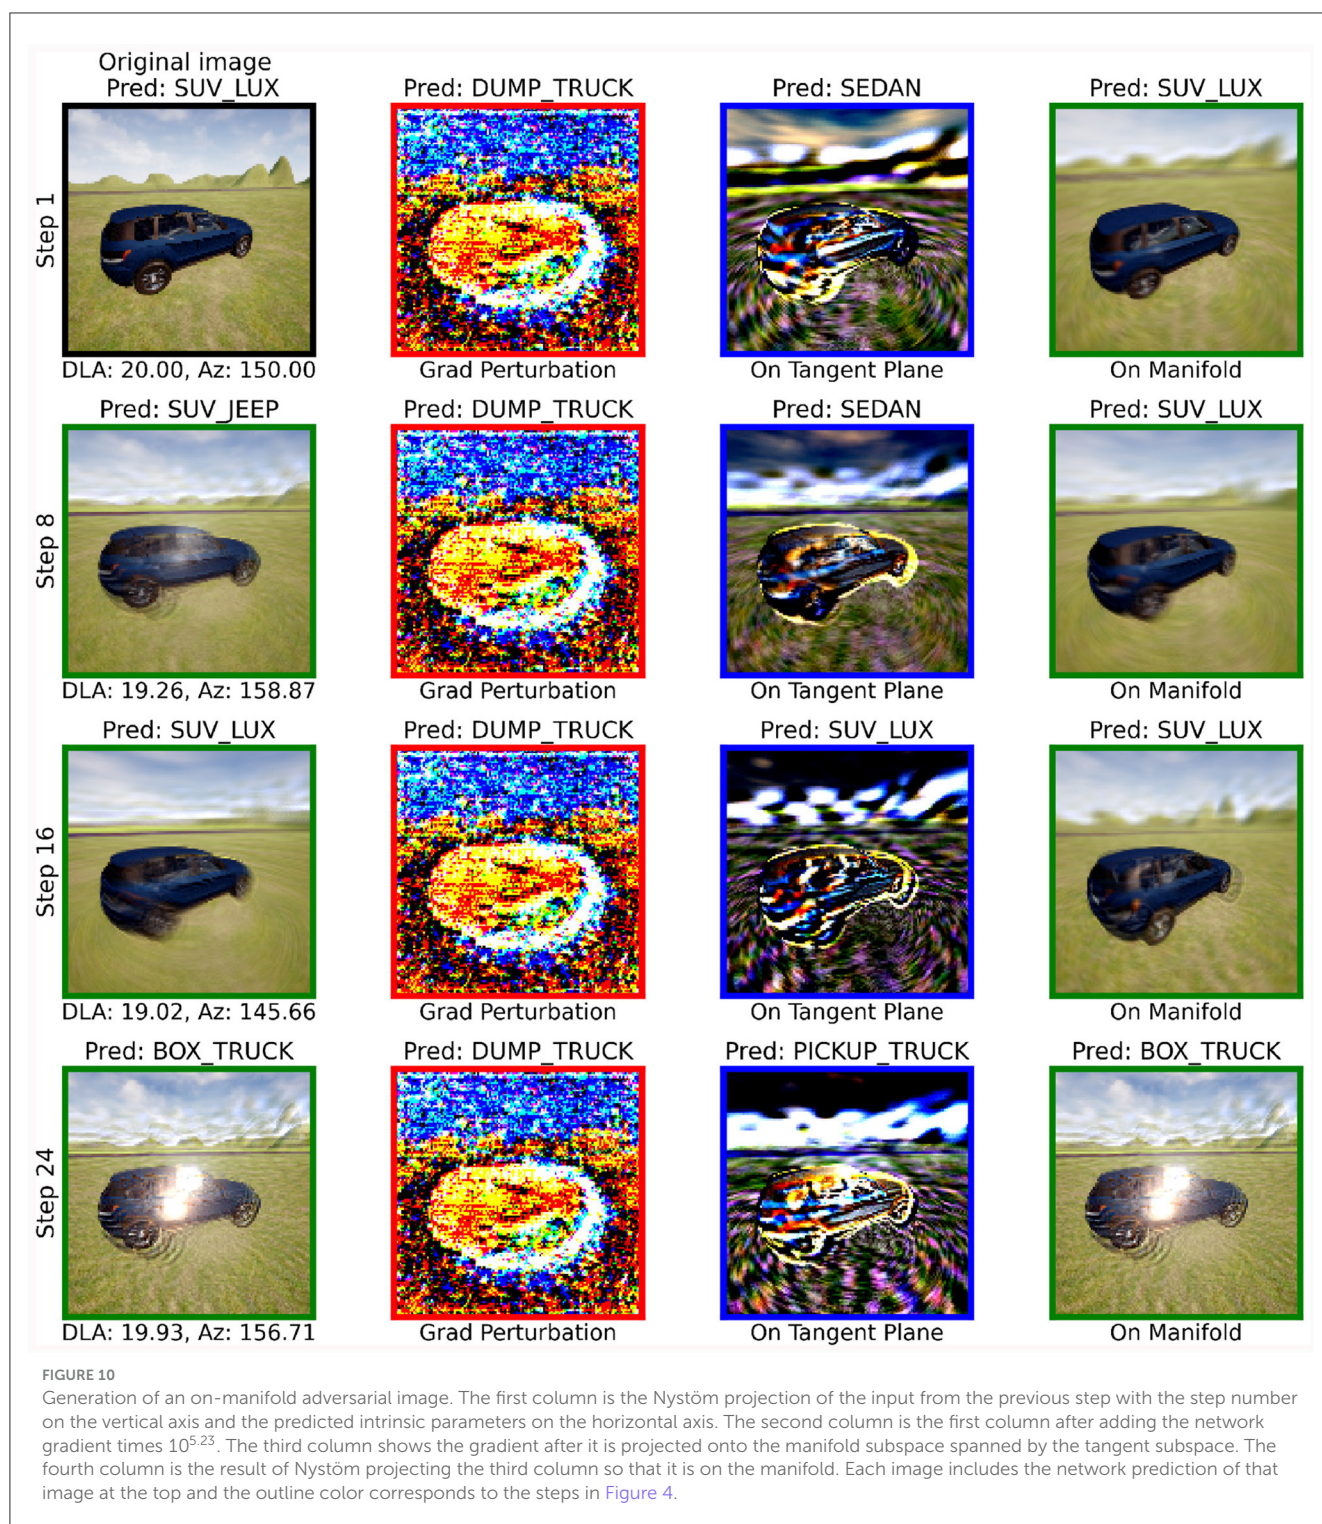 Original image
Pred: SUV_LUX
Pred: DUMP_TRUCK
Pred: SEDAN
Pred: SUV_LUX
Step 1
DLA: 20.00, Az: 150.00
Grad Perturbation
On Tangent Plane
On Manifold
Pred: SUV_JEEP
Pred: DUMP_TRUCK
Pred: SEDAN
Pred: SUV_LUX
Step 8
DLA: 19.26, Az: 158.87
Grad Perturbation
On Tangent Plane
On Manifold
Pred: SUV_LUX
Pred: DUMP_TRUCK
Pred: SUV_LUX
Pred: SUV_LUX
Step 16
DLA: 19.02, Az: 145.66
Grad Perturbation
On Tangent Plane
On Manifold
Pred: BOX_TRUCK
Pred: DUMP_TRUCK
Pred: PICKUP_TRUCK
Pred: BOX_TRUCK
Step 24
DLA: 19.93, Az: 156.71
Grad Perturbation
On Tangent Plane
On Manifold
FIGURE 10
Generation of an on-manifold adversarial image. The first column is the Nystöm projection of the input from the previous step with the step number
on the vertical axis and the predicted intrinsic parameters on the horizontal axis. The second column is the first column after adding the network
gradient times 10^5.23. The third column shows the gradient after it is projected onto the manifold subspace spanned by the tangent subspace. The
fourth column is the result of Nystöm projecting the third column so that it is on the manifold. Each image includes the network prediction of that
image at the top and the outline color corresponds to the steps in Figure 4.